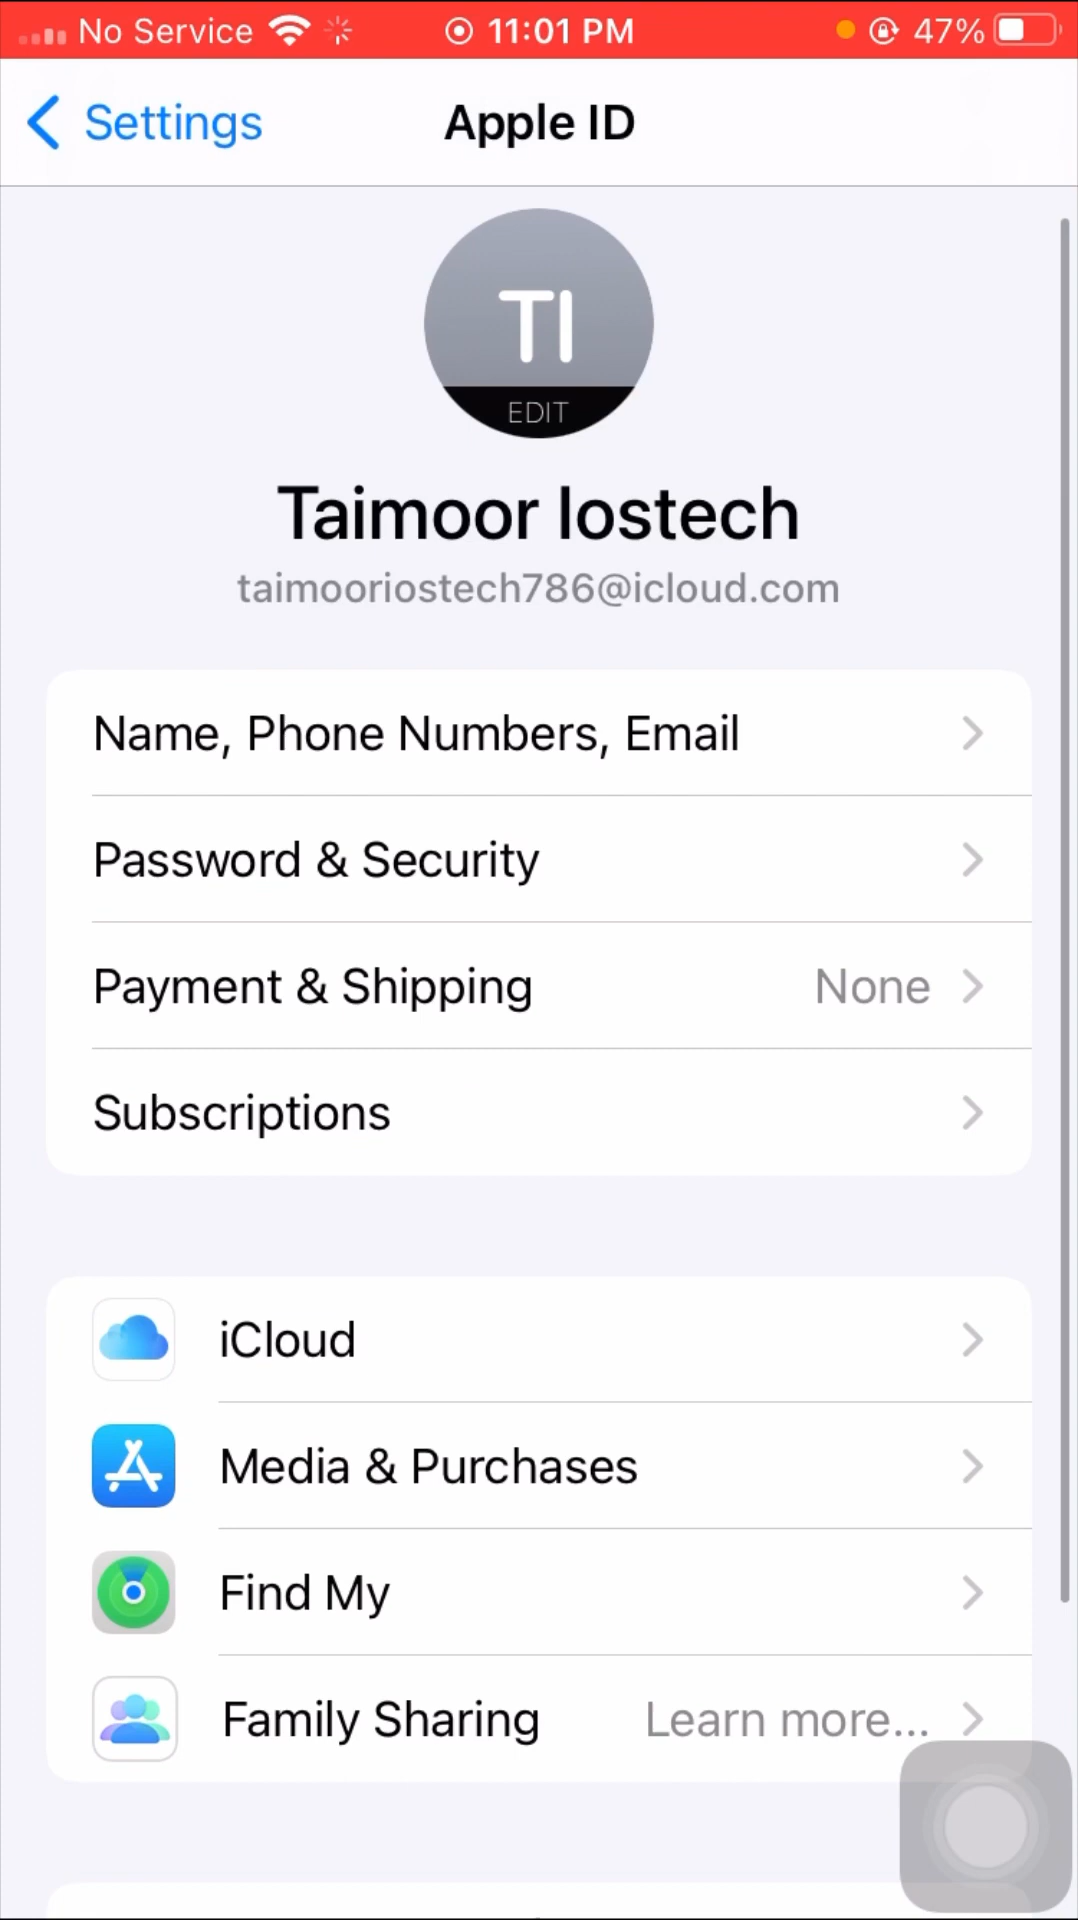 No Service 11:01 PM 47%
Settings Apple ID
TI
EDIT
Taimoor Iostech
taimooriostech786@icloud.com
Name, Phone Numbers, Email
Password & Security
Payment & Shipping None
Subscriptions
iCloud
Media & Purchases
Find My
Family Sharing Learn more...